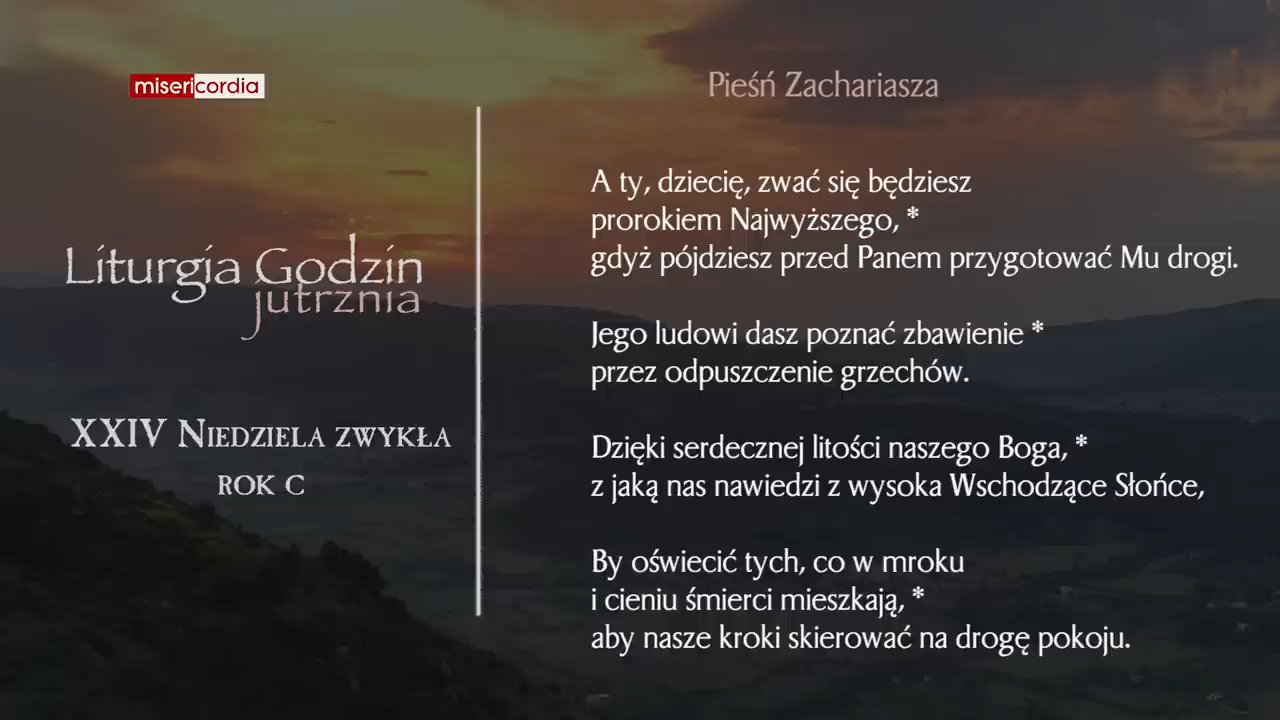 misericordia
Liturgia Godzin
jutrznia
XXIV Niedziela zwykła
rok C
Pieśń Zachariasza
A ty, dziecię, zwać się będziesz
prorokiem Najwyższego, *
gdyż pójdziesz przed Panem przygotować Mu drogi.
Jego ludowi dasz poznać zbawienie *
przez odpuszczenie grzechów.
Dzięki serdecznej litości naszego Boga, *
z jaką nas nawiedzi z wysoka Wschodzące Słońce,
By oświecić tych, co w mroku
i cieniu śmierci mieszkają, *
aby nasze kroki skierować na drogę pokoju.